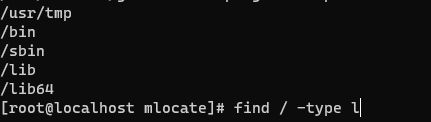 /usr/tmp
/bin
/sbin
/lib
/lib64
[root@localhost mlocate]# find / -type l